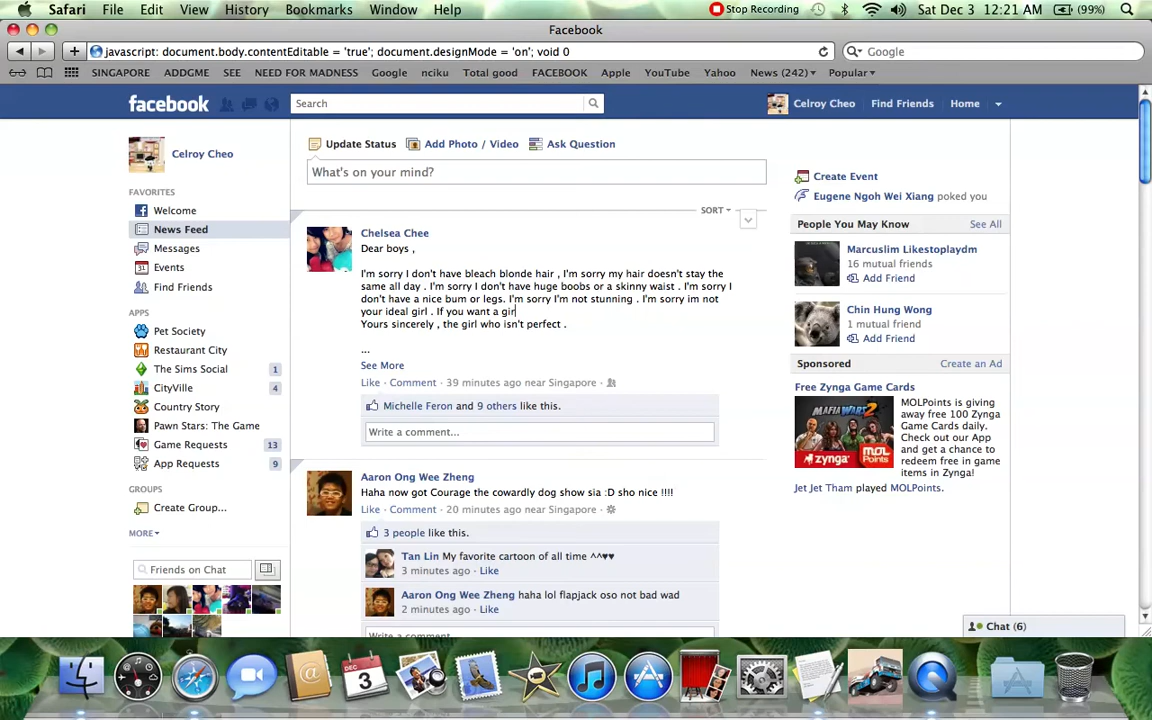 Safari File Edit View History Bookmarks Window Help Stop Recording Sat Dec 3 12:21 AM (99%)
Facebook
javascript: document.body.contentEditable = 'true'; document.designMode = 'on'; void 0
Google
SINGAPORE ADDGME SEE NEED FOR MADNESS Google nciku Total good FACEBOOK Apple YouTube Yahoo News (242) Popular
facebook
Search
Celroy Cheo Find Friends Home
Celroy Cheo
FAVORITES
Welcome
News Feed
Messages
Events
Find Friends
APPS
Pet Society
Restaurant City
The Sims Social 1
CityVille 4
Country Story
Pawn Stars: The Game
Game Requests 13
App Requests 9
GROUPS
Create Group...
MORE
Friends on Chat
Update Status Add Photo / Video Ask Question
What's on your mind?
SORT
Chelsea Chee
Dear boys ,
I'm sorry I don't have bleach blonde hair , I'm sorry my hair doesn't stay the
same all day . I'm sorry I don't have huge boobs or a skinny waist . I'm sorry I
don't have a nice bum or legs. I'm sorry I'm not stunning . I'm sorry im not
your ideal girl . If you want a girl
Yours sincerely , the girl who isn't perfect .
...
See More
Like · Comment · 39 minutes ago near Singapore ·
Michelle Feron and 9 others like this.
Write a comment...
Aaron Ong Wee Zheng
Haha now got Courage the cowardly dog show sia :D sho nice !!!!
Like · Comment · 20 minutes ago near Singapore ·
3 people like this.
Tan Lin My favorite cartoon of all time ^^♥♥
3 minutes ago · Like
Aaron Ong Wee Zheng haha lol flapjack oso not bad wad
2 minutes ago · Like
Write a comment...
Create Event
Eugene Ngoh Wei Xiang poked you
People You May Know See All
Marcuslim Likestoplaydm
16 mutual friends
Add Friend
Chin Hung Wong
1 mutual friend
Add Friend
Sponsored Create an Ad
Free Zynga Game Cards
MAFIA WARS 2
zynga MOL Points
MOLPoints is giving
away free 100 Zynga
Game Cards daily.
Check out our App
and get a chance to
redeem free in game
items in Zynga!
Jet Jet Tham played MOLPoints.
Chat (6)
DEC
3